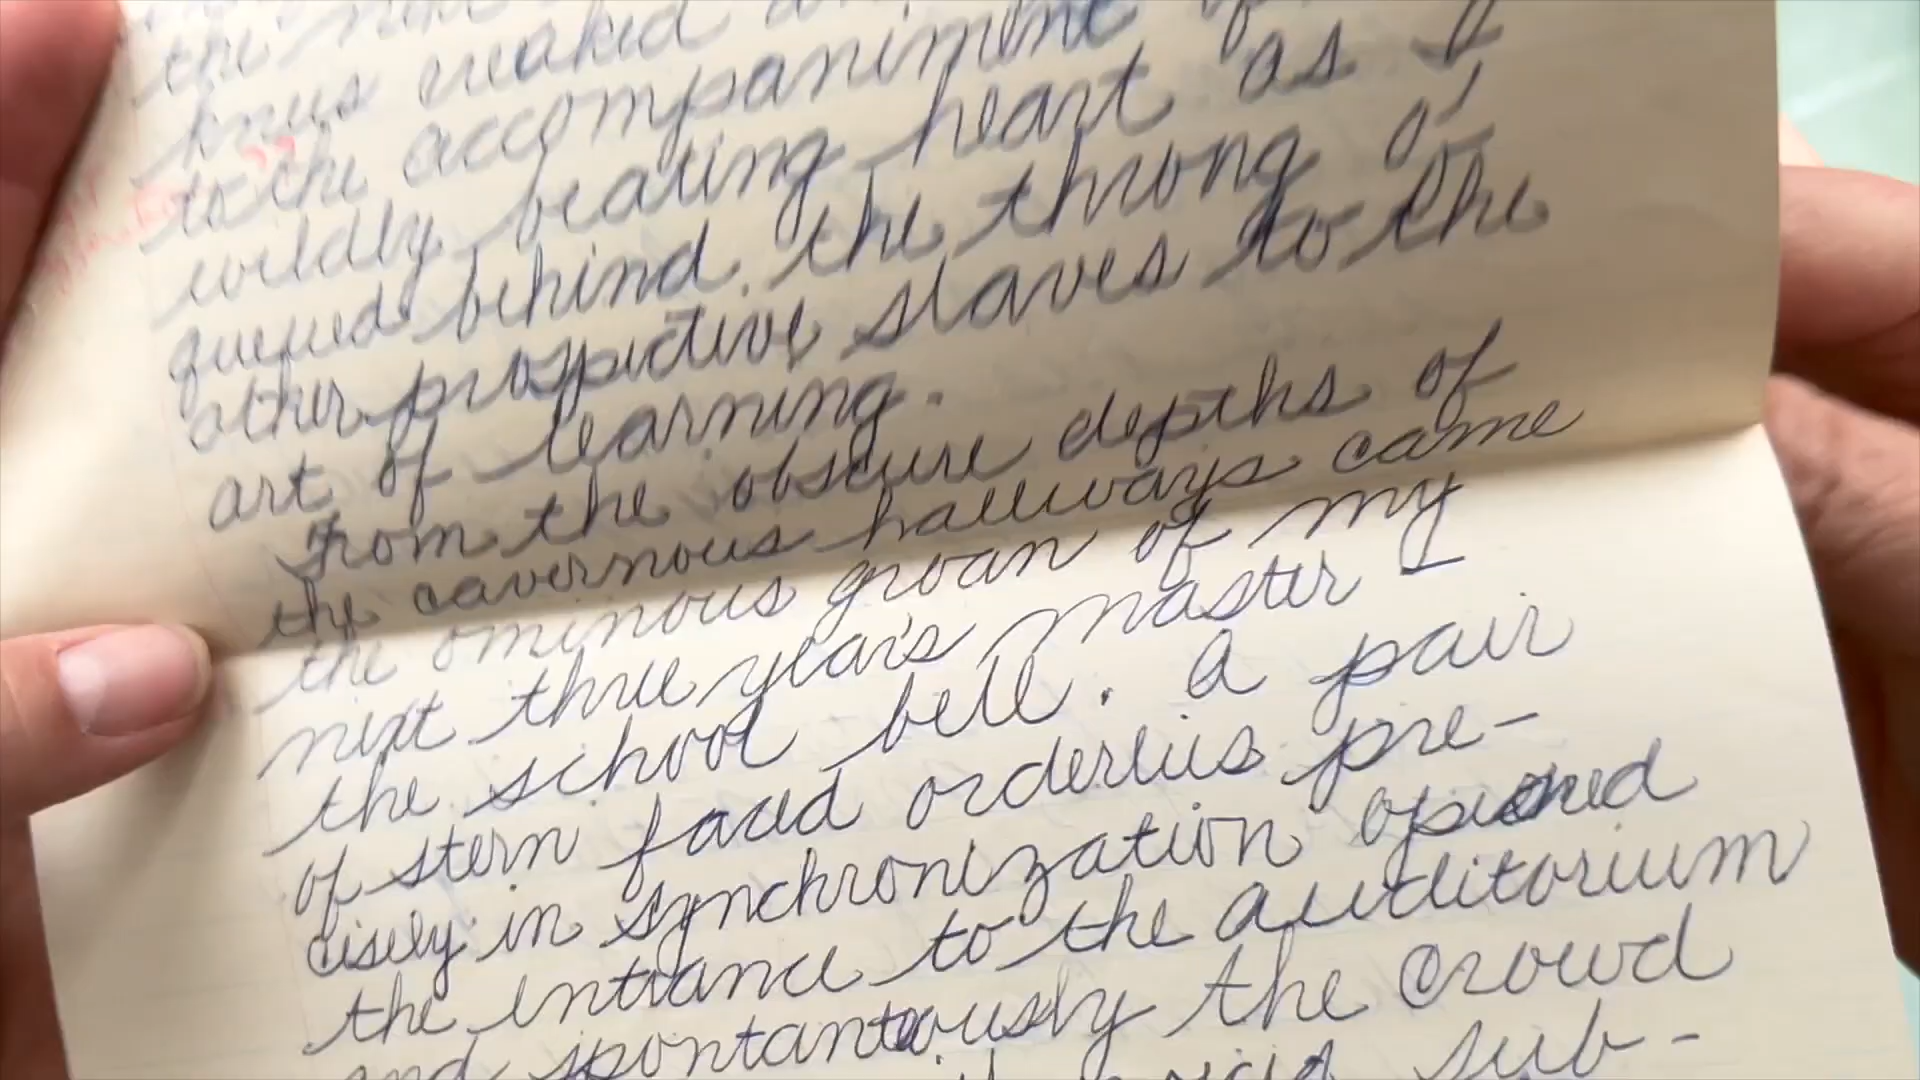 the
knees creaked
to the accompaniment of
wildly beating heart as I
queued behind the throng of
other prospective slaves to the
art of learning.
From the obscure depths of
the cavernous hallways came
the ominous groan of my
next three year's master –
the school bell. A pair
of stern faced orderlies pre-
cisely in synchronization opened
the entrance to the auditorium
and spontaneously the crowd
sub-